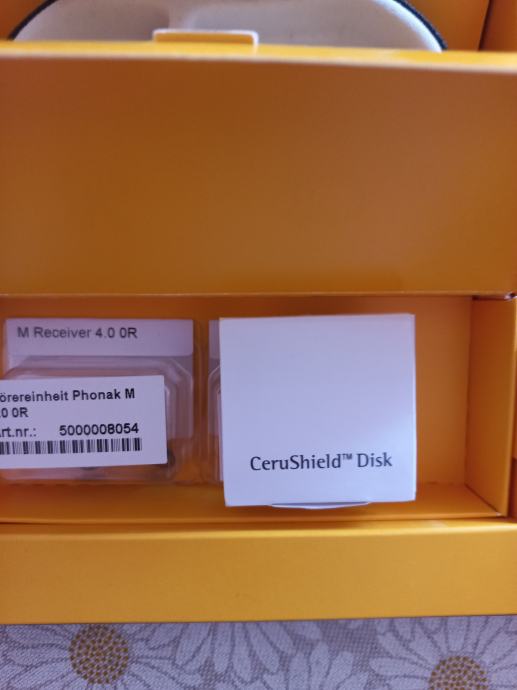 M Receiver 4.0 0R
örereinheit Phonak M
.0 0R
rt.nr.: 5000008054
CeruShield™ Disk